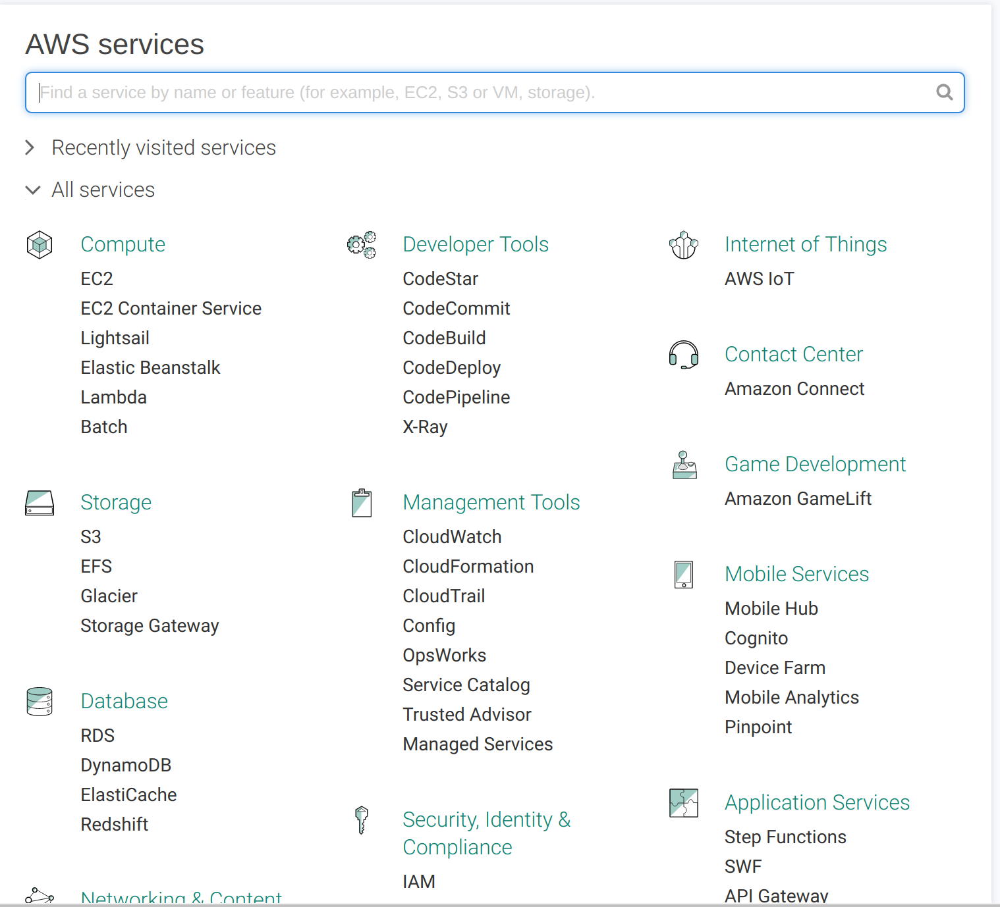 AWS services
Find a service by name or feature (for example, EC2, S3 or VM, storage).
Recently visited services
All services
Compute
EC2
EC2 Container Service
Lightsail
Elastic Beanstalk
Lambda
Batch
Storage
S3
EFS
Glacier
Storage Gateway
Database
RDS
DynamoDB
ElastiCache
Redshift
Networking & Content
Developer Tools
CodeStar
CodeCommit
CodeBuild
CodeDeploy
CodePipeline
X-Ray
Management Tools
CloudWatch
CloudFormation
CloudTrail
Config
OpsWorks
Service Catalog
Trusted Advisor
Managed Services
Security, Identity &
Compliance
IAM
Internet of Things
AWS IoT
Contact Center
Amazon Connect
Game Development
Amazon GameLift
Mobile Services
Mobile Hub
Cognito
Device Farm
Mobile Analytics
Pinpoint
Application Services
Step Functions
SWF
API Gateway